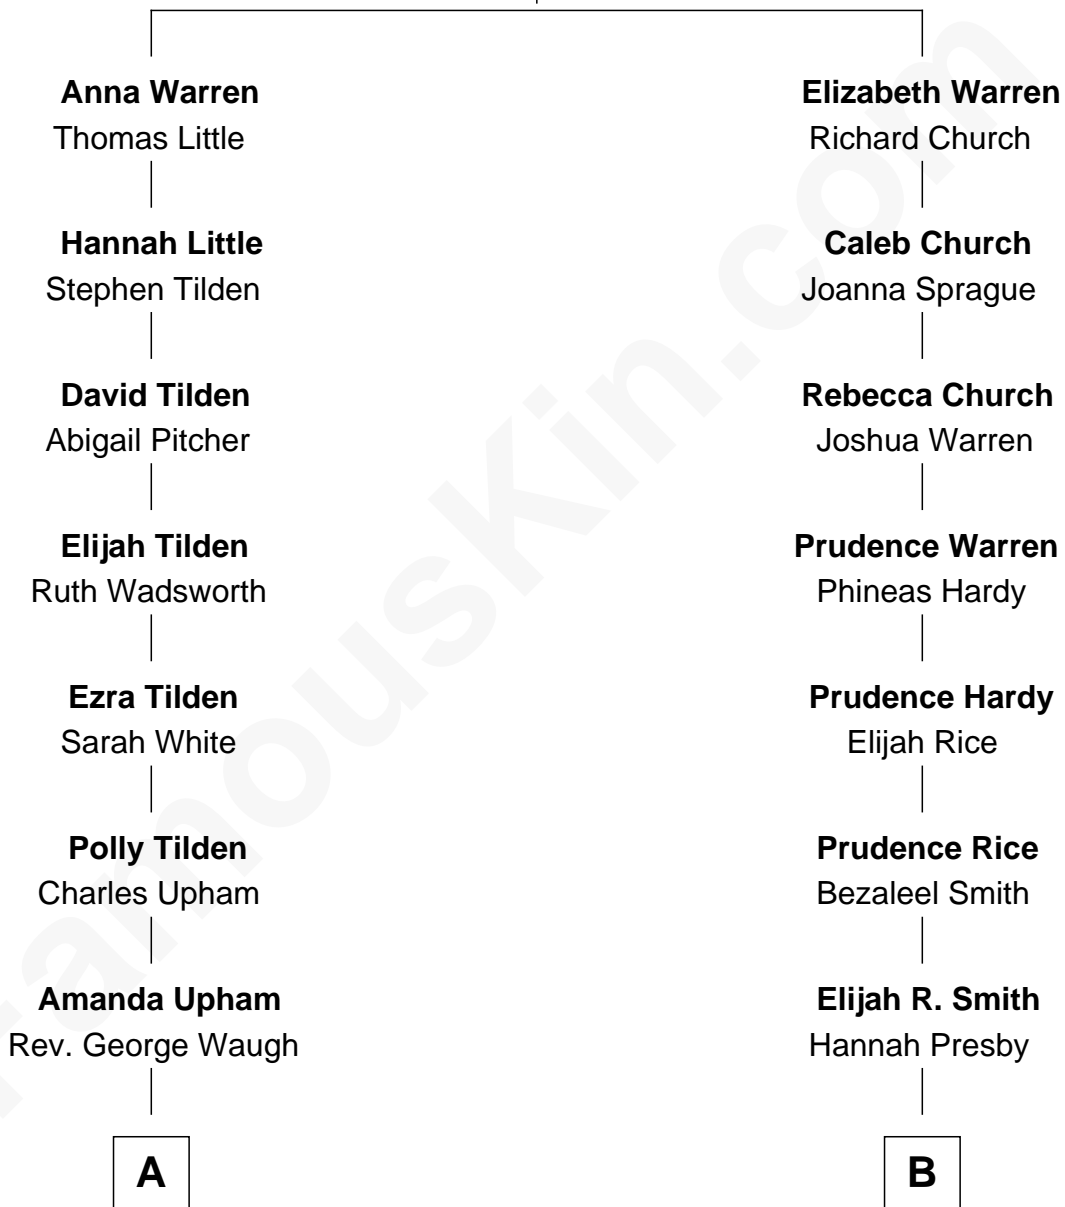 Anna Warren
Thomas Little
Hannah Little
Stephen Tilden
David Tilden
Abigail Pitcher
Elijah Tilden
Ruth Wadsworth
Ezra Tilden
Sarah White
Polly Tilden
Charles Upham
Amanda Upham
Rev. George Waugh
A
Elizabeth Warren
Richard Church
Caleb Church
Joanna Sprague
Rebecca Church
Joshua Warren
Prudence Warren
Phineas Hardy
Prudence Hardy
Elijah Rice
Prudence Rice
Bezaleel Smith
Elijah R. Smith
Hannah Presby
B
FamousKin.com